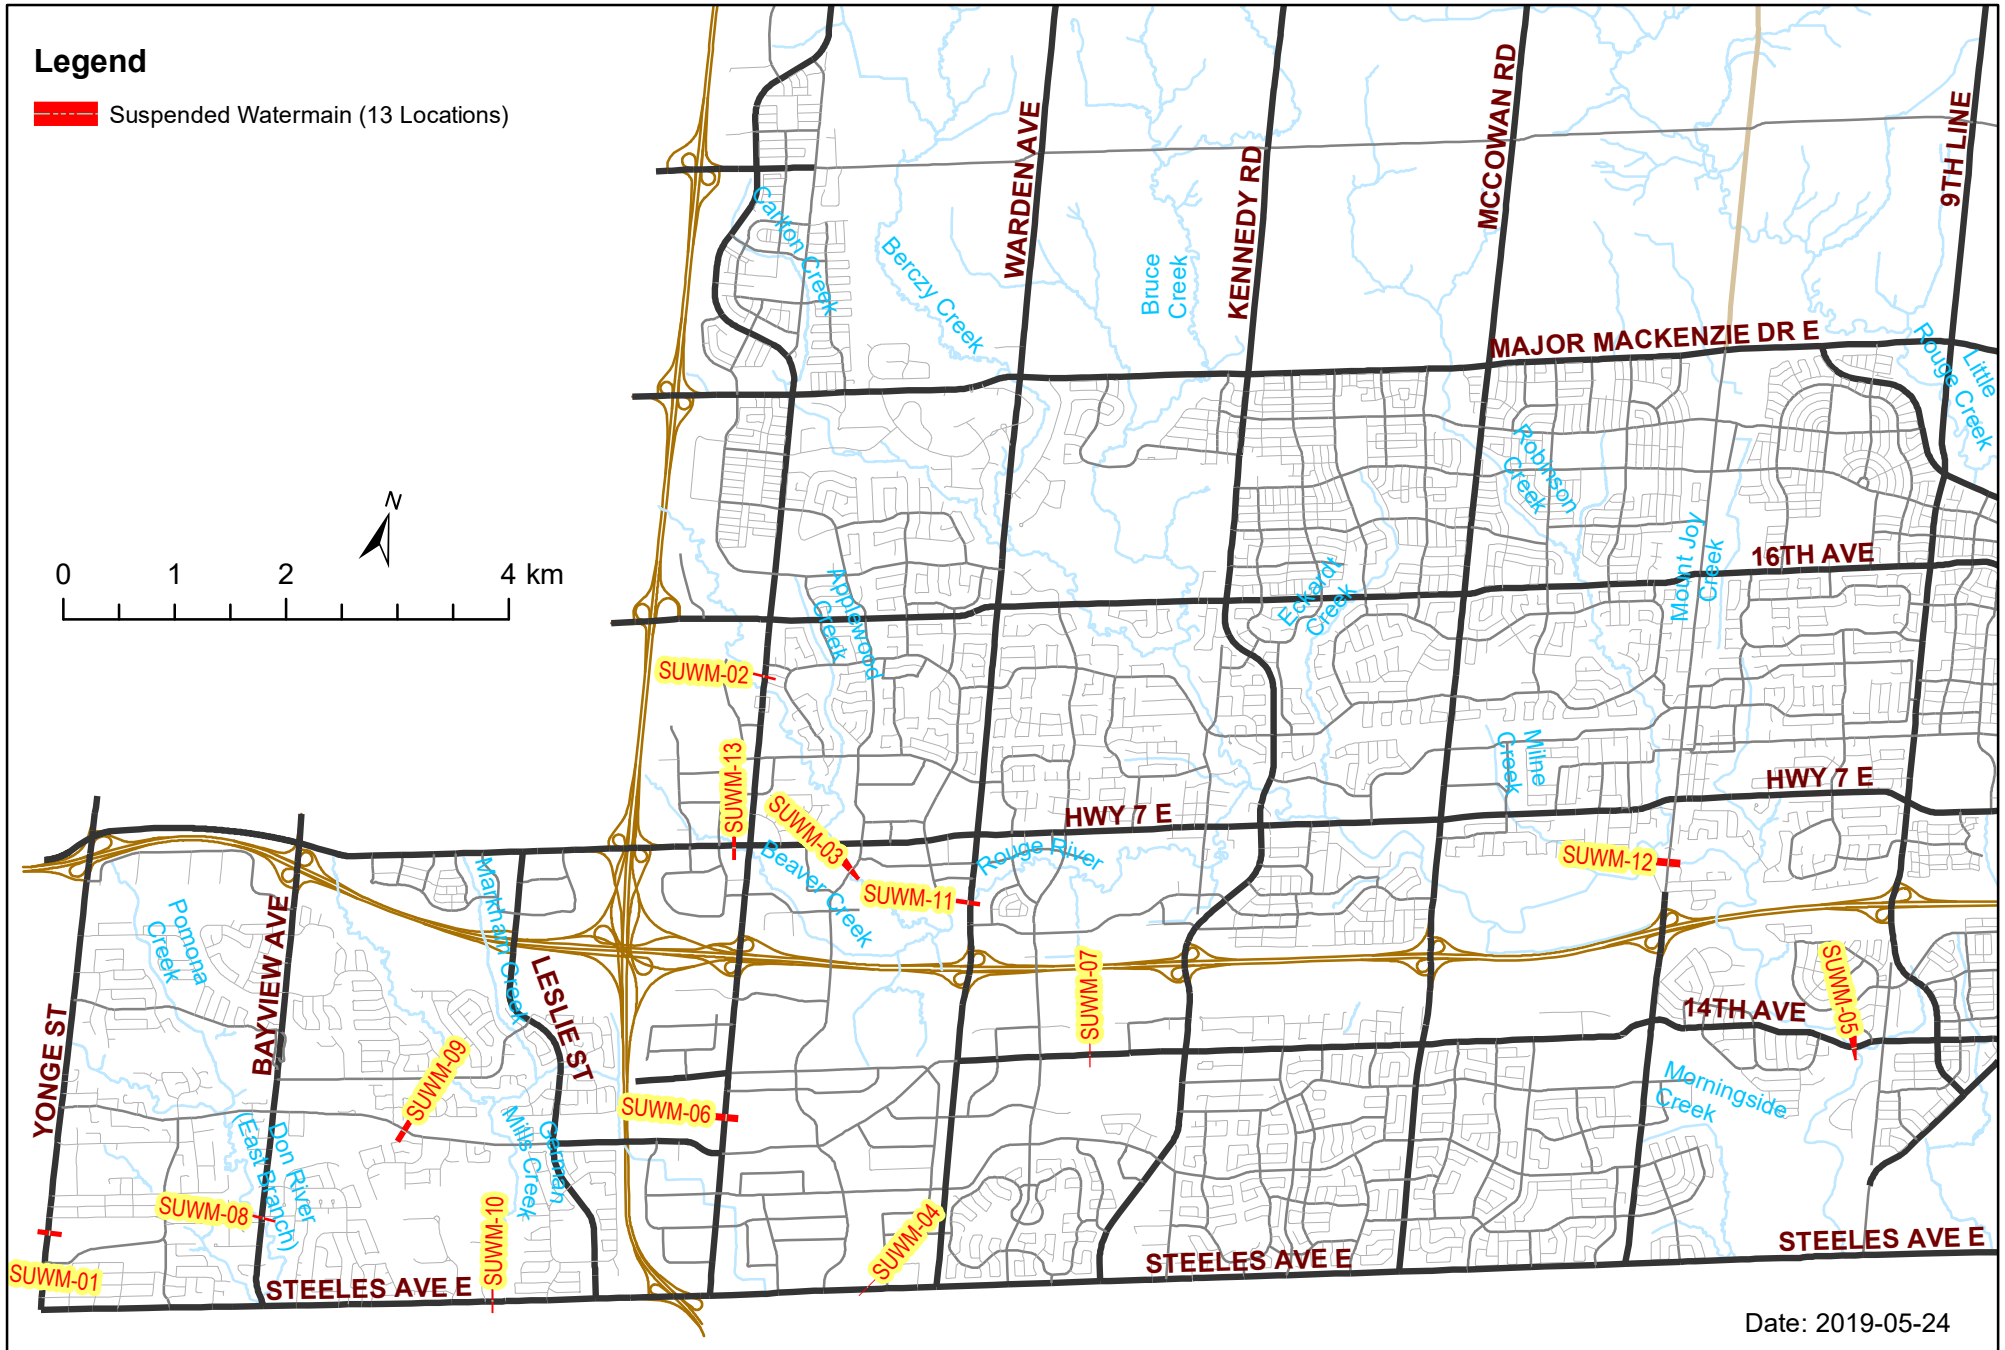 Legend
Suspended Watermain (13 Locations)
N
0 1 2 4 km
WARDEN AVE
KENNEDY RD
MCCOWAN RD
9TH LINE
Carlton Creek
Berczy Creek
Bruce
Creek
MAJOR MACKENZIE DR E
Little
Rouge Creek
Robinson
Creek
Mount Joy
Creek
16TH AVE
Eckardt
Creek
Applewood
Creek
SUWM-02
SUWM-13
SUWM-03
HWY 7 E
HWY 7 E
Milne
Creek
Beaver Creek
Rouge River
SUWM-11
SUWM-12
Markham Creek
Pomona
Creek
BAYVIEW AVE
LESLIE ST
YONGE ST
SUWM-07
SUWM-05
14TH AVE
SUWM-09
SUWM-06
Morningside
Creek
German
Mills Creek
Don River
(East Branch)
SUWM-08
SUWM-10
SUWM-04
SUWM-01
STEELES AVE E
STEELES AVE E
STEELES AVE E
Date: 2019-05-24